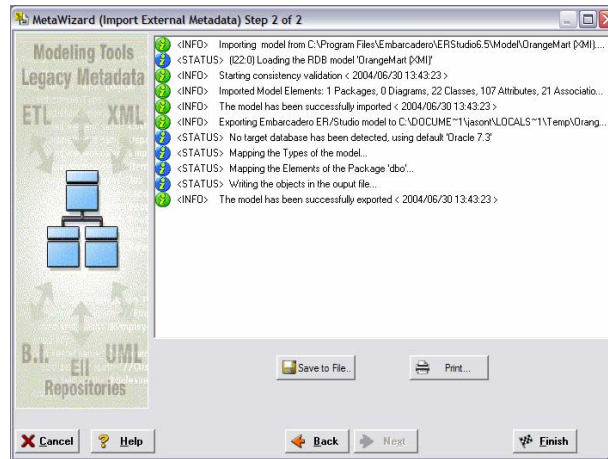 MetaWizard (Import External Metadata) Step 2 of 2
Modeling Tools
Legacy Metadata
ETL XML
B.I. EII UML
Repositories
<INFO> Importing model from C:\Program Files\Embarcadero\ERStudio6.5\Model\OrangeMart (XMI)....
<STATUS> (I22:0) Loading the RDB model 'OrangeMart (XMI)'
<INFO> Starting consistency validation < 2004/06/30 13:43:23 >
<INFO> Imported Model Elements: 1 Packages, 0 Diagrams, 22 Classes, 107 Attributes, 21 Associatio...
<INFO> The model has been successfully imported < 2004/06/30 13:43:23 >
<INFO> Exporting Embarcadero ER/Studio model to C:\DOCUME~1\jasont\LOCALS~1\Temp\Orang...
<STATUS> No target database has been detected, using default 'Oracle 7.3'
<STATUS> Mapping the Types of the model...
<STATUS> Mapping the Elements of the Package 'dbo'...
<STATUS> Writing the objects in the ouput file...
<INFO> The model has been successfully exported < 2004/06/30 13:43:23 >
Save to File..
Print...
Cancel
Help
Back
Next
Finish